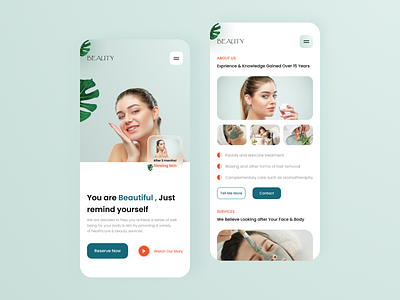 BEAUTY
After 3 months!
Glowing Skin
You are Beautiful , Just
remind yourself
We are decided to help you achieve a sense of well
being for your body & skin by providing a variety
of healthcare & beauty services.
Reserve Now
Watch Our Story
BEAUTY
ABOUT US
Exprience & Knowledge Gained Over 15 Years
Facials and skincare treatment
Waxing and other forms of hair removal
Complementary care such as aromatheraphy
Tell Me More
Contact
SERVICES
We Believe Looking after Your Face & Body